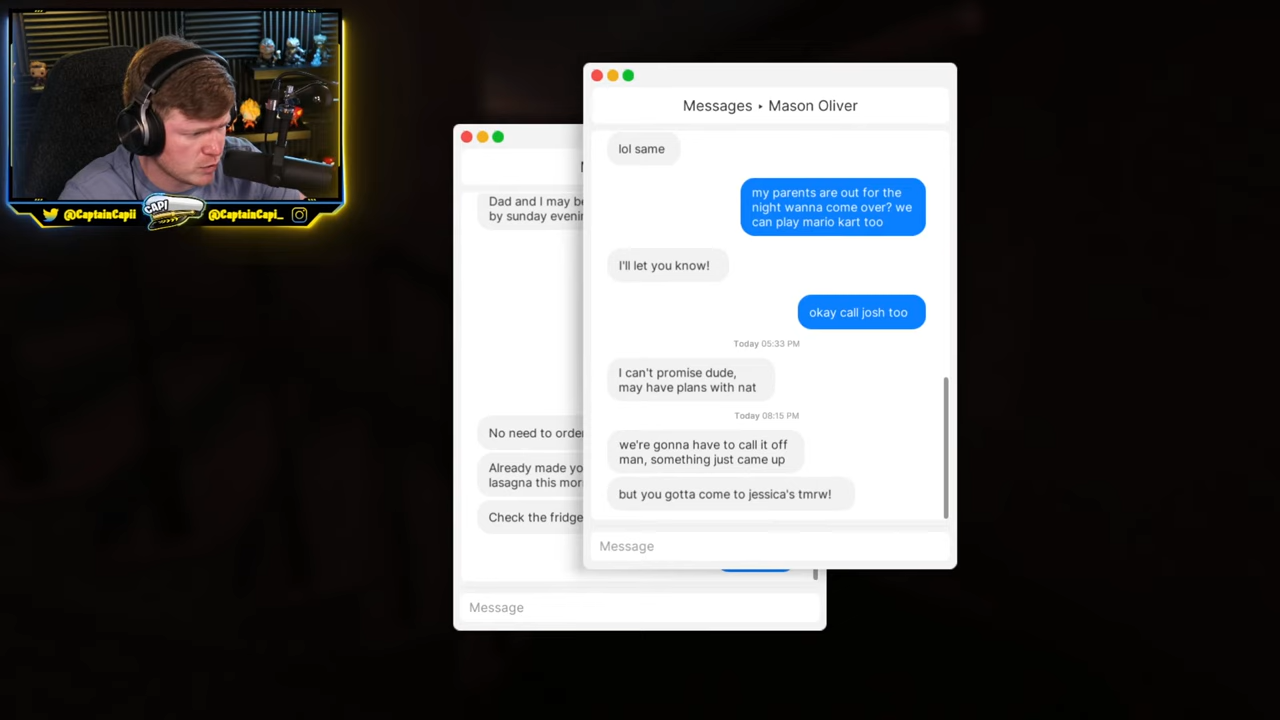 @CaptainCapii
CAPI
@CaptainCapi_
Messages ▸ Mason Oliver
lol same
my parents are out for the
night wanna come over? we
can play mario kart too
I'll let you know!
okay call josh too
Today 05:33 PM
I can't promise dude,
may have plans with nat
Today 08:15 PM
we're gonna have to call it off
man, something just came up
but you gotta come to jessica's tmrw!
Message
Dad and I may be
by sunday
No need to
Already made
lasagna this
Check the fridge
Message